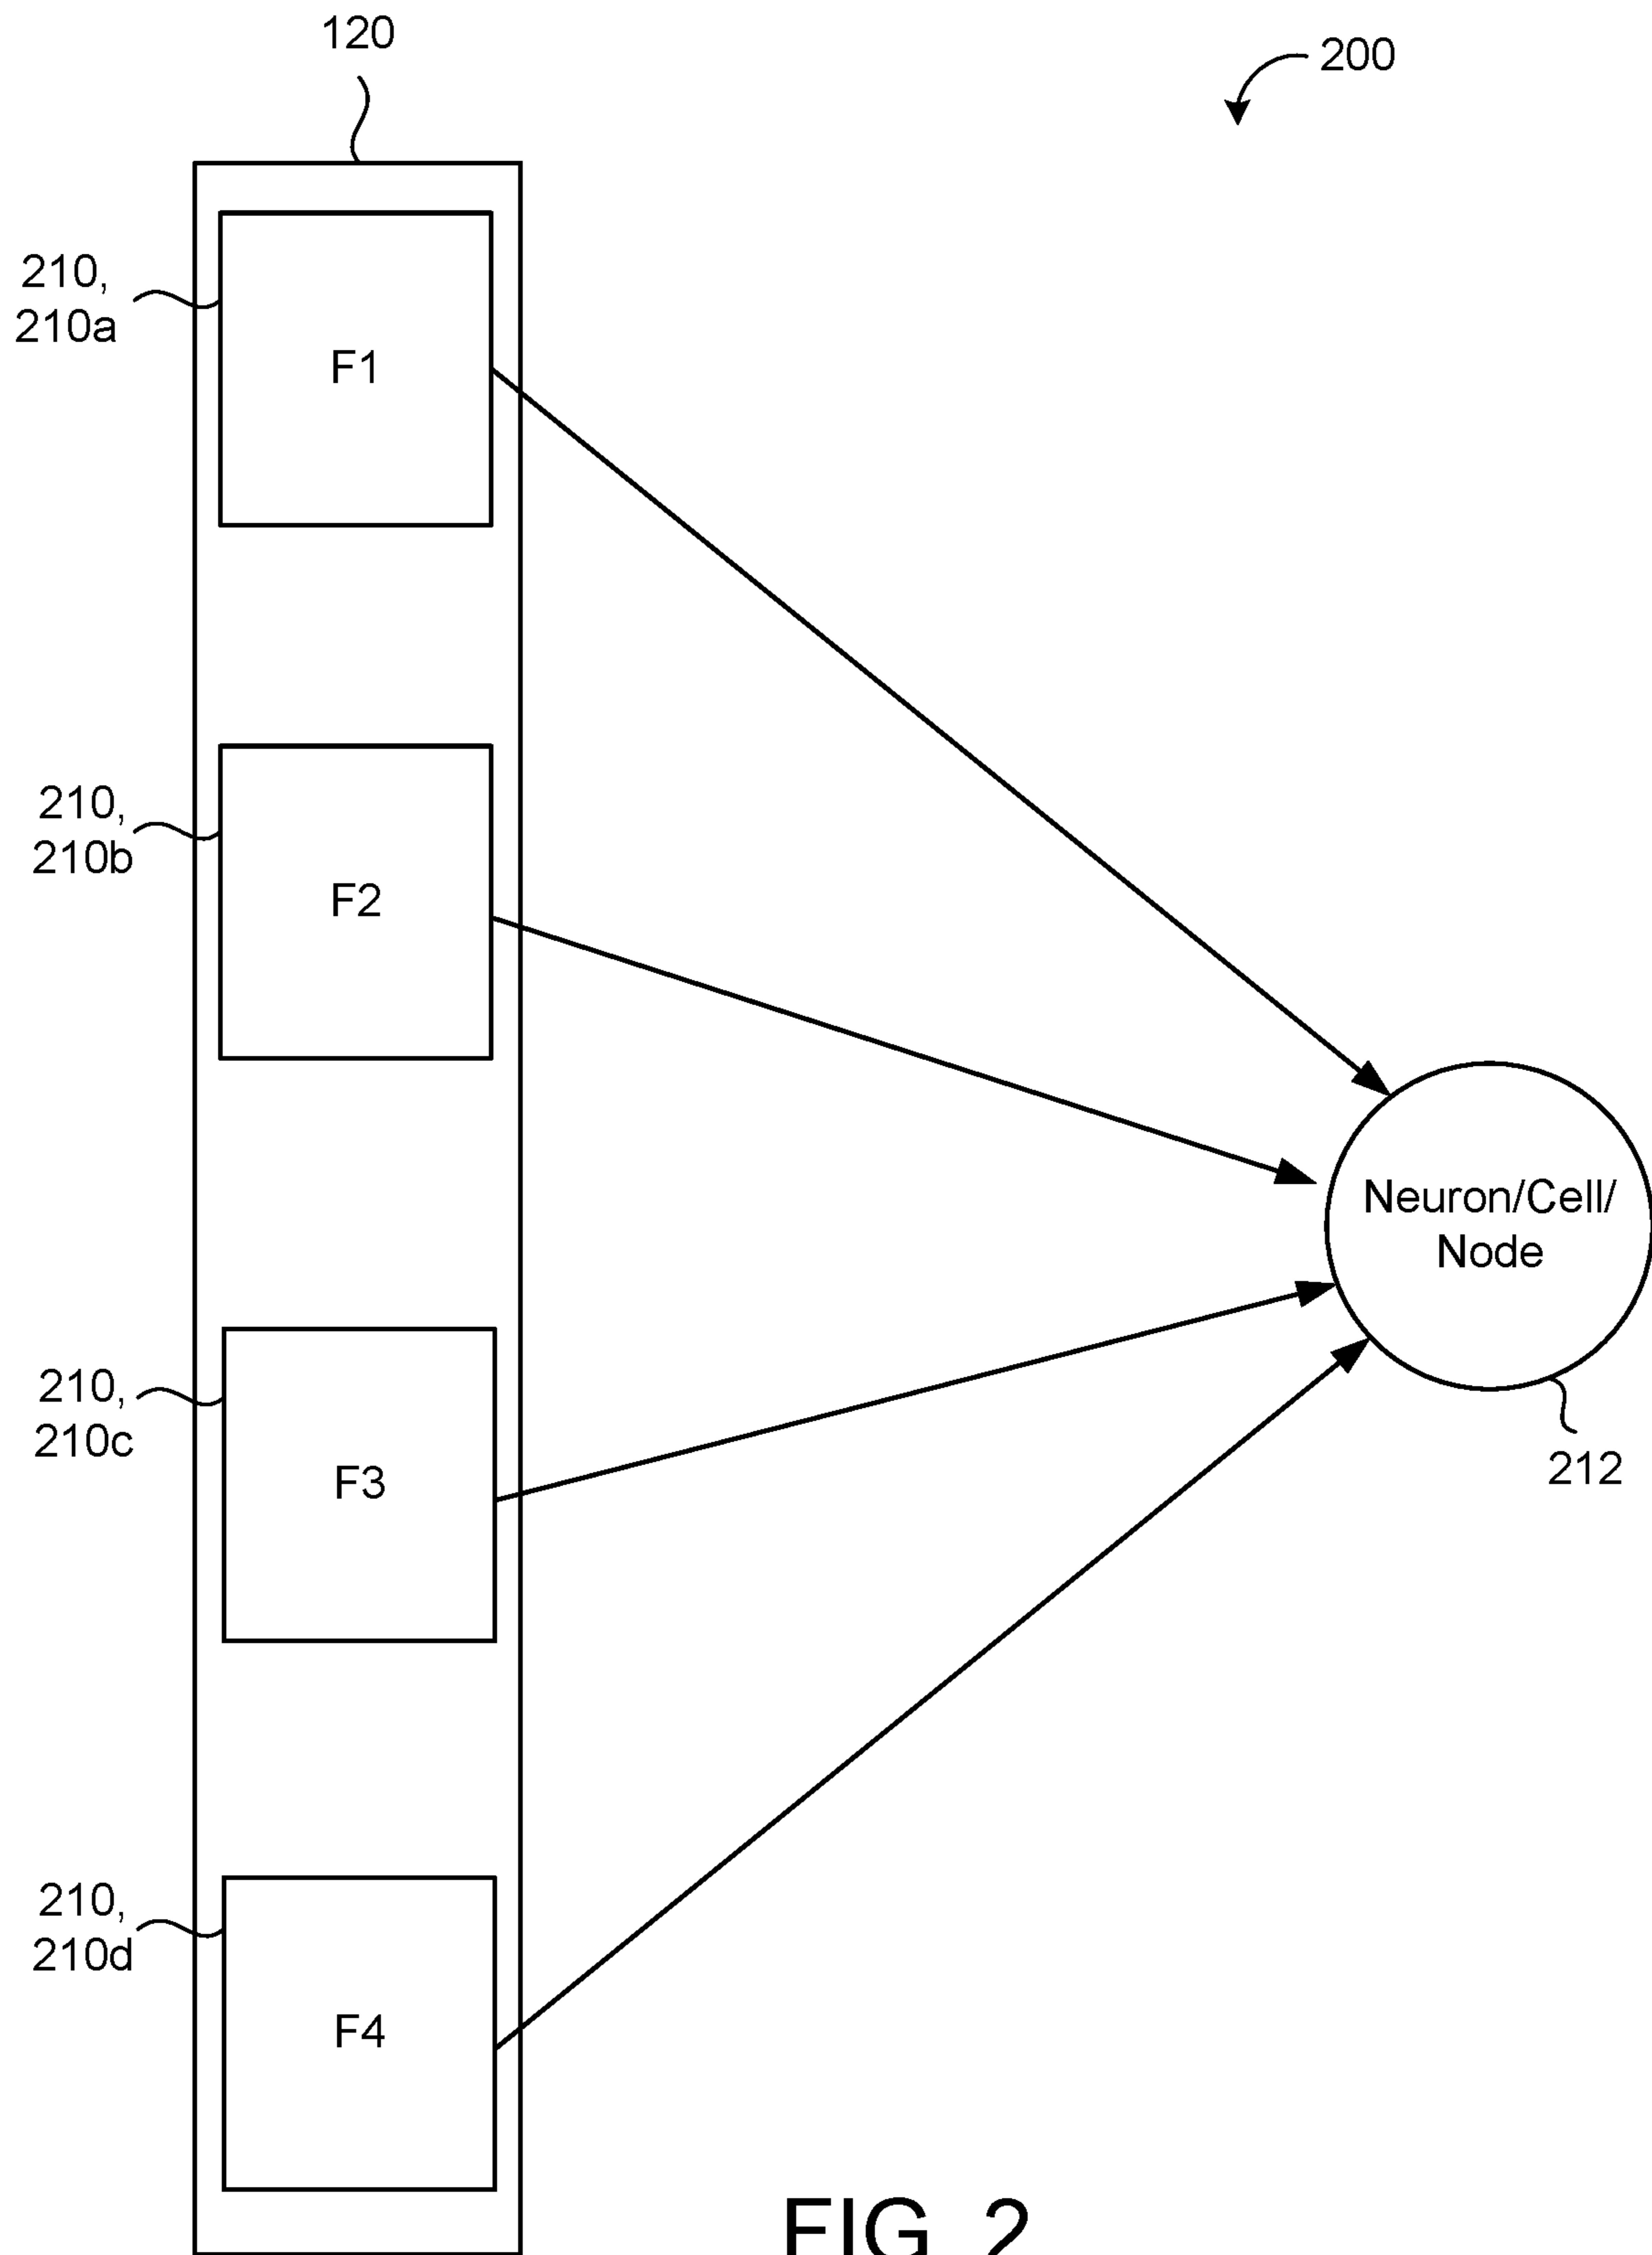 120
200
210,
210a
F1
210,
210b
F2
Neuron/Cell/
Node
210,
210c
F3
212
210,
210d
F4
FIG. 2